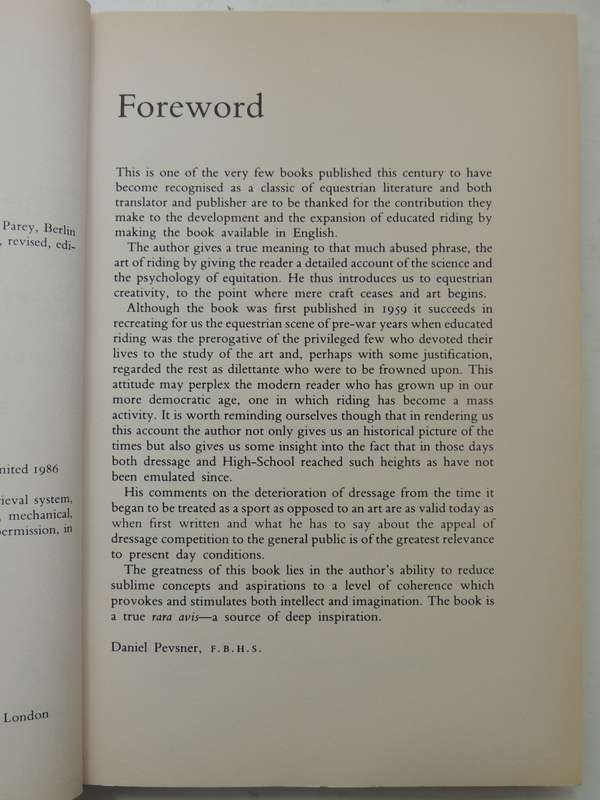 Parey, Berlin
, revised, edi-
nited 1986
rieval system,
, mechanical,
permission, in
London
Foreword
This is one of the very few books published this century to have
become recognised as a classic of equestrian literature and both
translator and publisher are to be thanked for the contribution they
make to the development and the expansion of educated riding by
making the book available in English.
The author gives a true meaning to that much abused phrase, the
art of riding by giving the reader a detailed account of the science and
the psychology of equitation. He thus introduces us to equestrian
creativity, to the point where mere craft ceases and art begins.
Although the book was first published in 1959 it succeeds in
recreating for us the equestrian scene of pre-war years when educated
riding was the prerogative of the privileged few who devoted their
lives to the study of the art and, perhaps with some justification,
regarded the rest as dilettante who were to be frowned upon. This
attitude may perplex the modern reader who has grown up in our
more democratic age, one in which riding has become a mass
activity. It is worth reminding ourselves though that in rendering us
this account the author not only gives us an historical picture of the
times but also gives us some insight into the fact that in those days
both dressage and High-School reached such heights as have not
been emulated since.
His comments on the deterioration of dressage from the time it
began to be treated as a sport as opposed to an art are as valid today as
when first written and what he has to say about the appeal of
dressage competition to the general public is of the greatest relevance
to present day conditions.
The greatness of this book lies in the author's ability to reduce
sublime concepts and aspirations to a level of coherence which
provokes and stimulates both intellect and imagination. The book is
a true rara avis—a source of deep inspiration.
Daniel Pevsner, F.B.H.S.